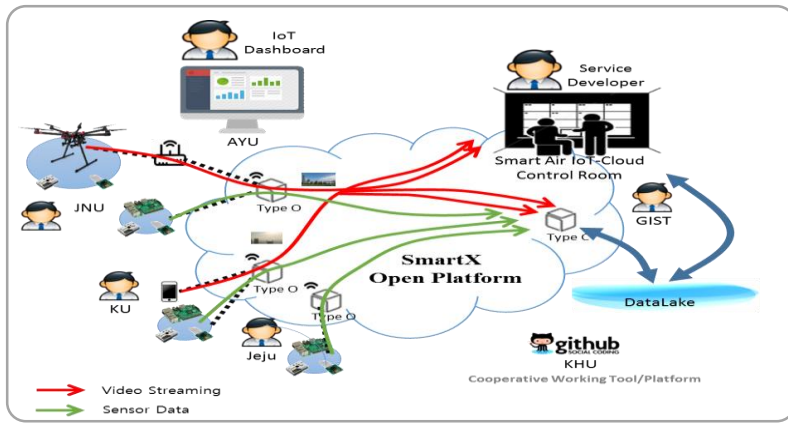 IoT
Dashboard
AYU
Service
Developer
Smart Air IoT-Cloud
Control Room
JNU
Type O
GIST
Type C
SmartX
Open Platform
KU
Type O
Type O
Jeju
DataLake
github
SOCIAL CODING
KHU
Cooperative Working Tool/Platform
Video Streaming
Sensor Data